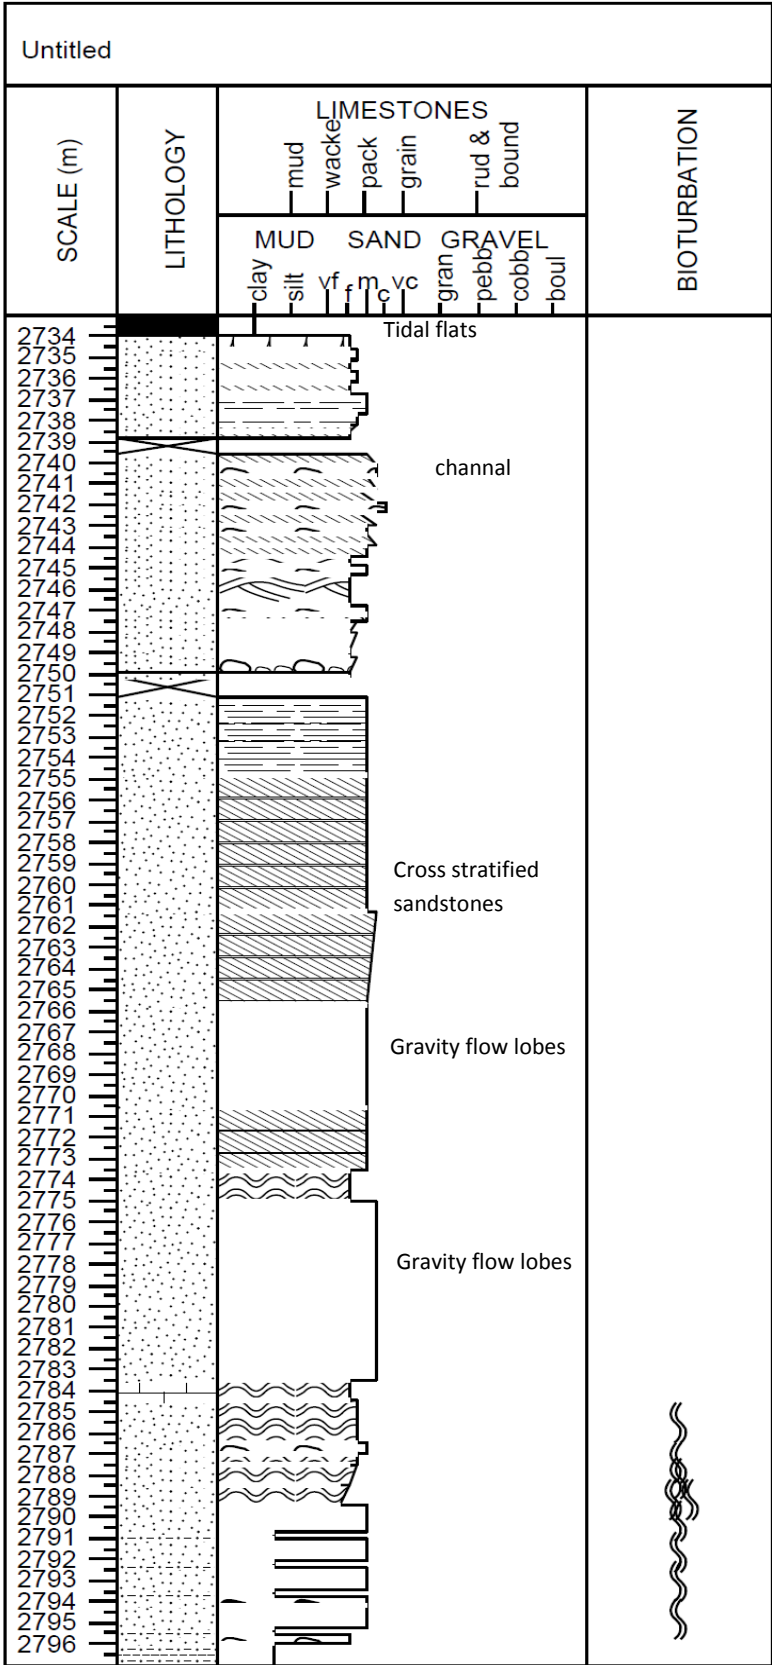 Untitled
SCALE (m)
LITHOLOGY
LIMESTONES
mud
wacke
pack
grain
rud &
bound
MUD SAND GRAVEL
clay
silt
vf
f
m
c
vc
gran
pebb
cobb
boul
BIOTURBATION
Tidal flats
2734
2735
2736
2737
2738
2739
2740
channal
2741
2742
2743
2744
2745
2746
2747
2748
2749
2750
2751
2752
2753
2754
2755
2756
2757
2758
2759
Cross stratified
2760
sandstones
2761
2762
2763
2764
2765
2766
2767
Gravity flow lobes
2768
2769
2770
2771
2772
2773
2774
2775
2776
2777
Gravity flow lobes
2778
2779
2780
2781
2782
2783
2784
2785
2786
2787
2788
2789
2790
2791
2792
2793
2794
2795
2796